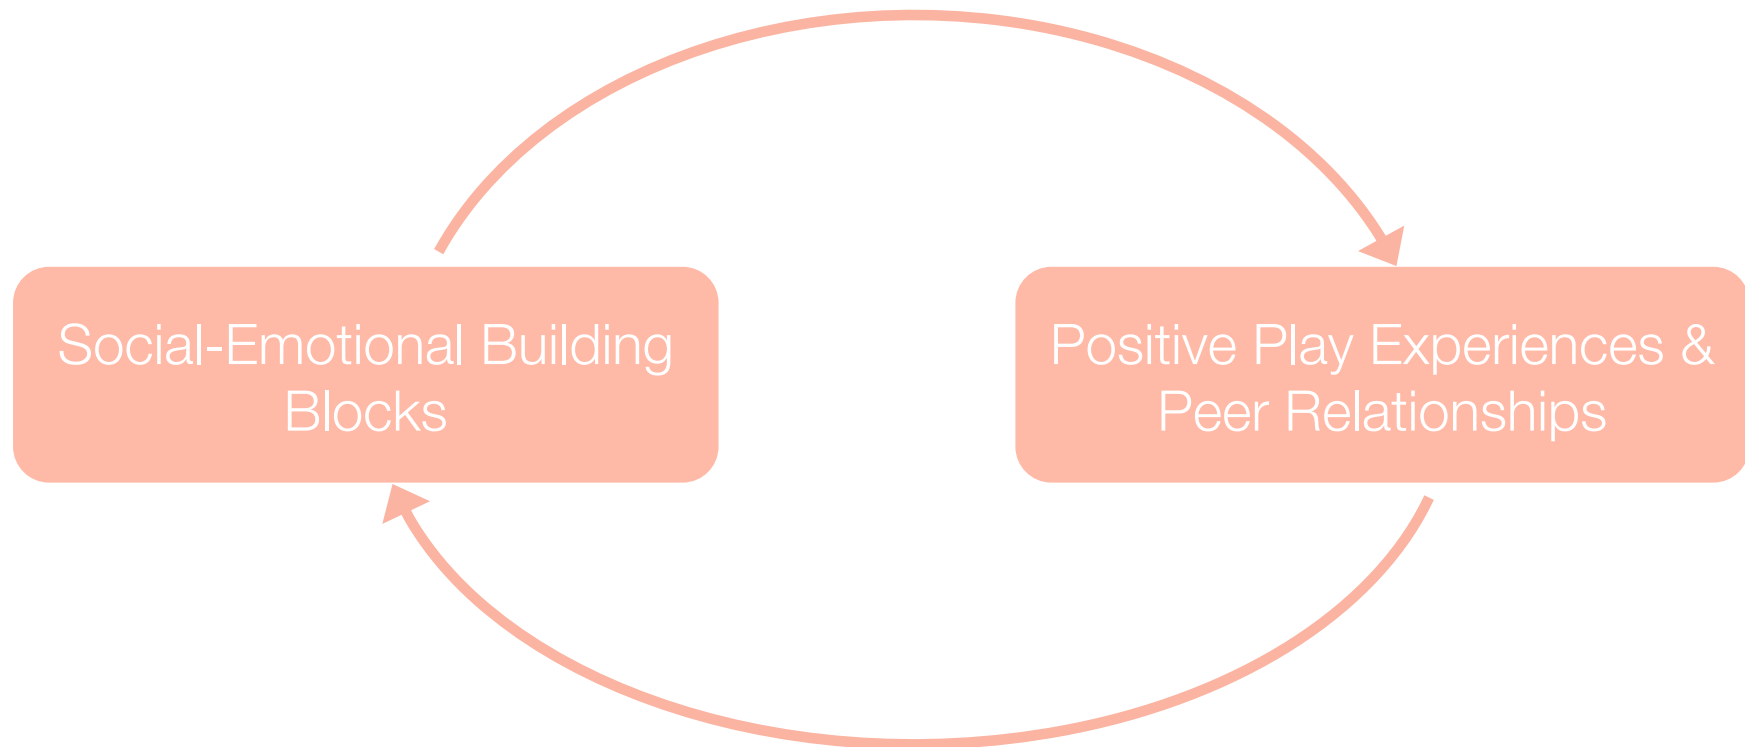 Social-Emotional Building
Blocks
Positive Play Experiences &
Peer Relationships